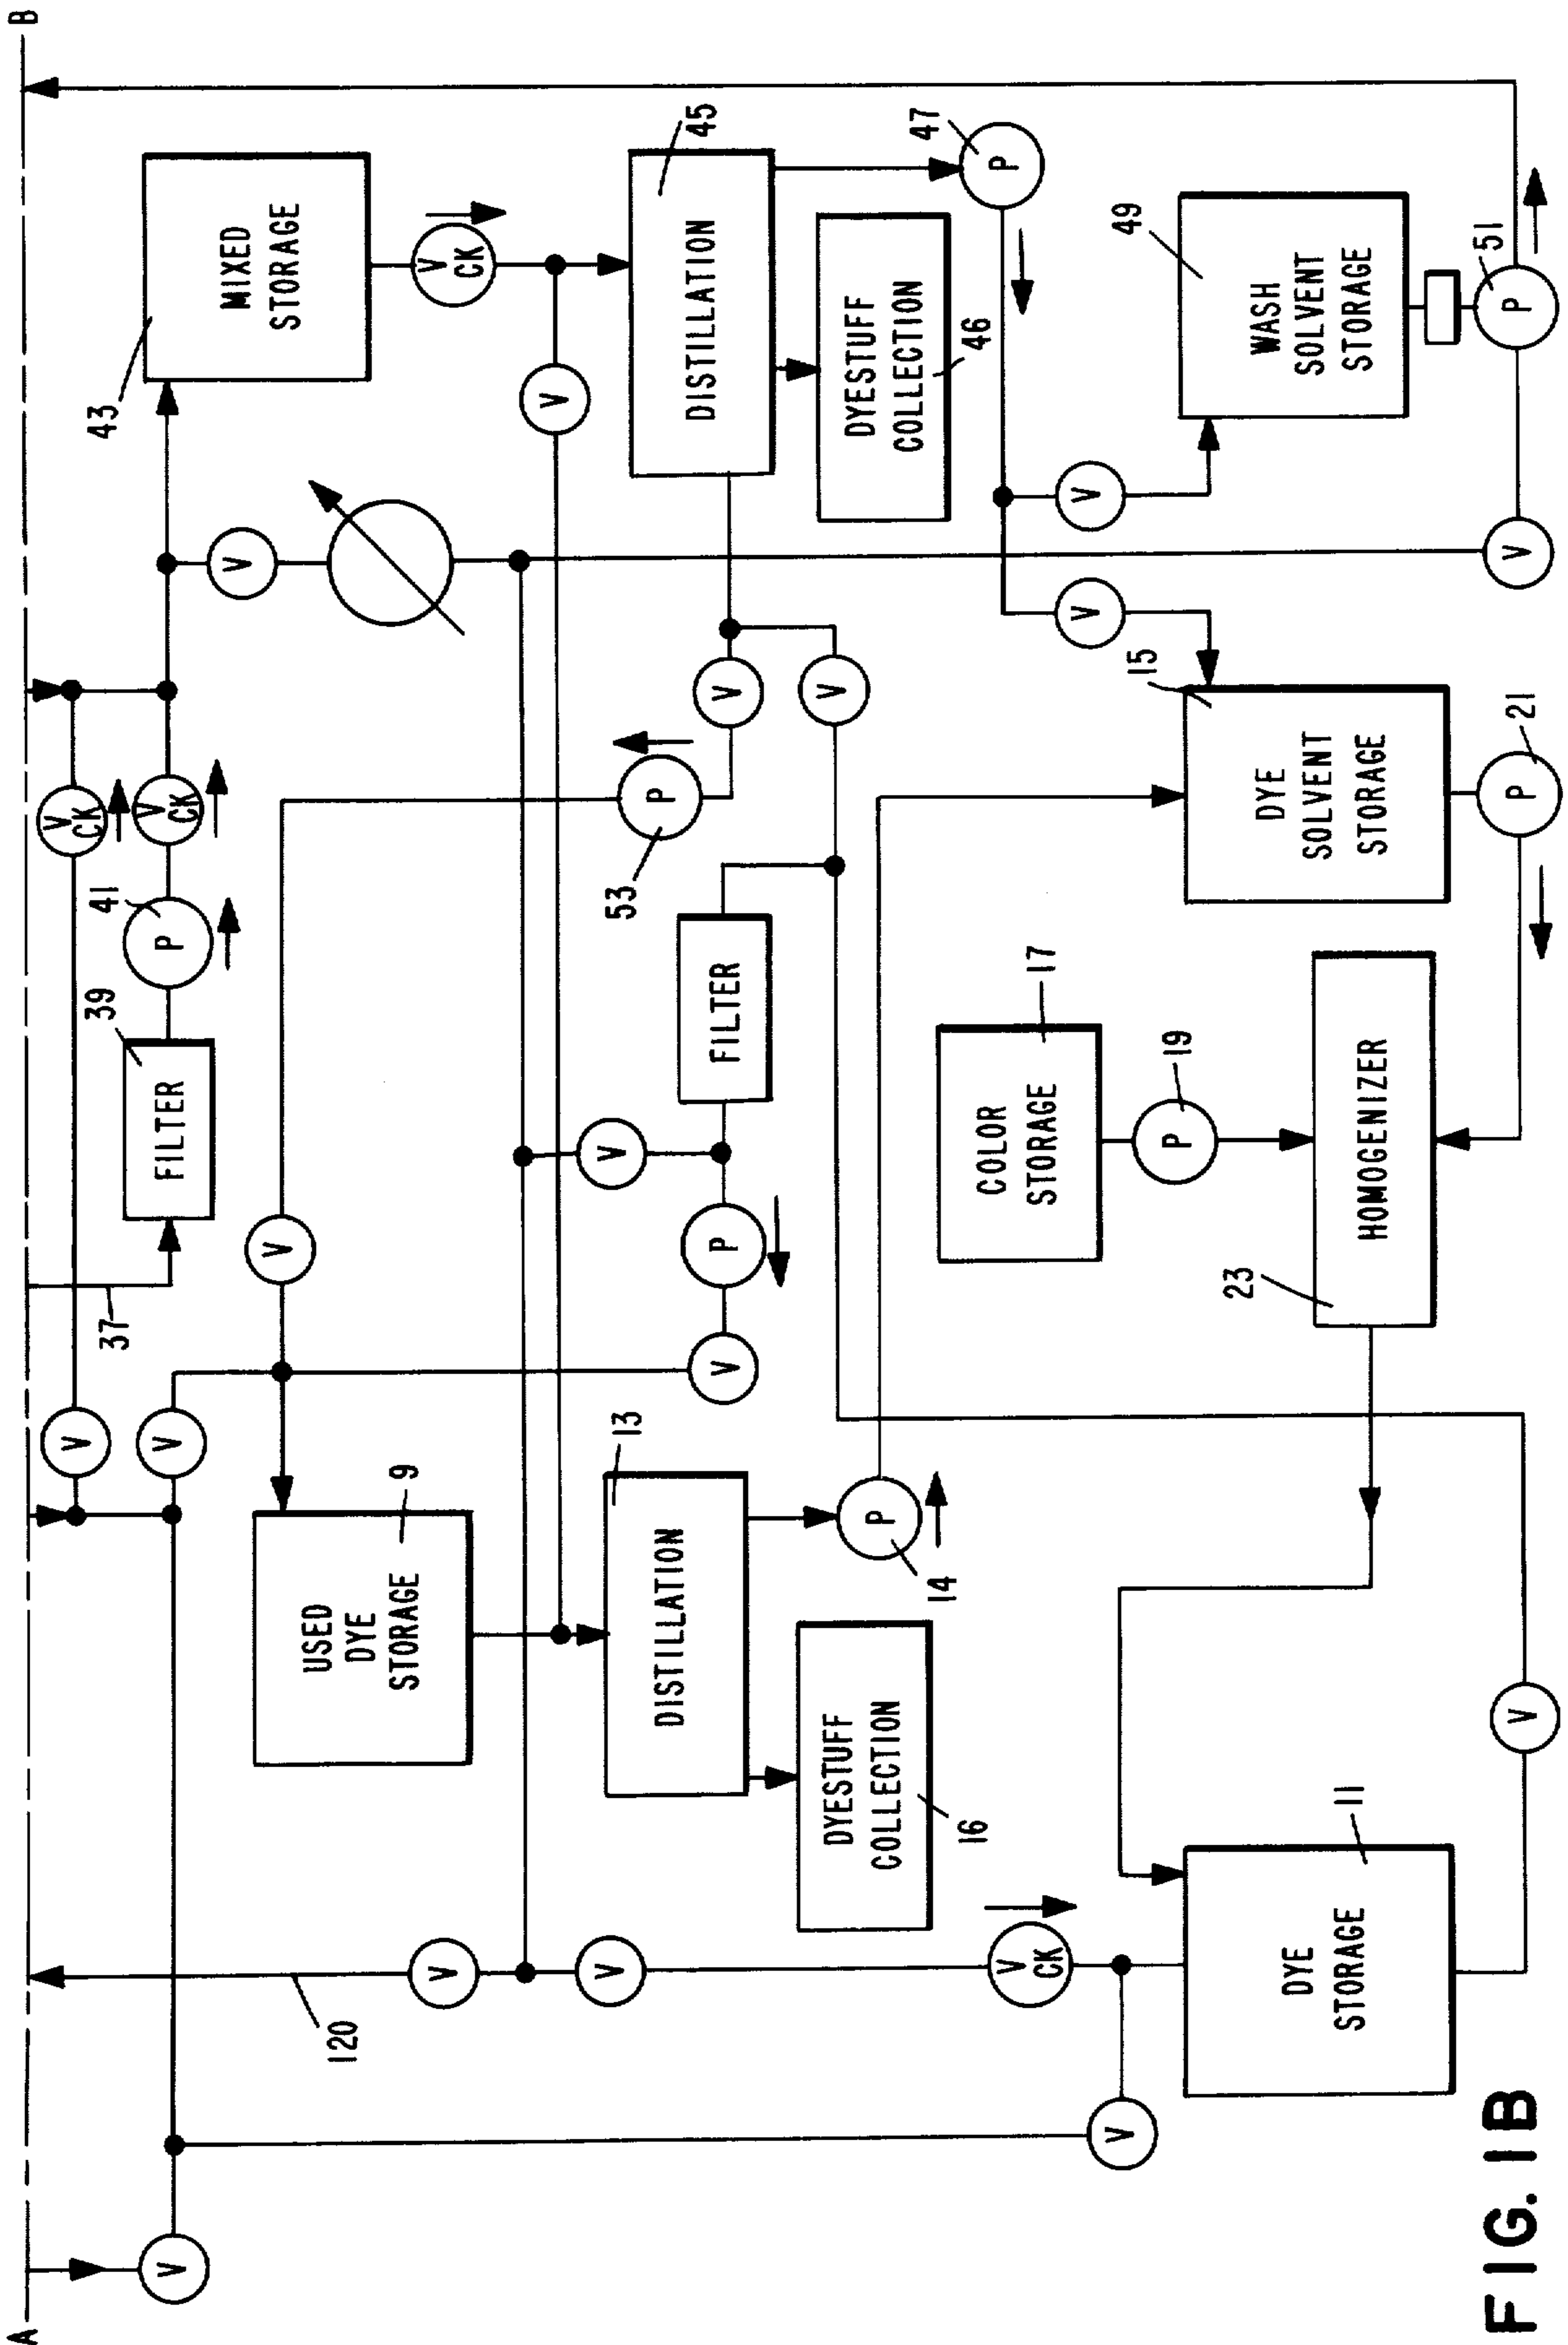 A
B
43
MIXED
STORAGE
V
CK
V
CK
V
CK
41
P
39
FILTER
37
V
V
V
V
V
V
45
DISTILLATION
47
P
DYESTUFF
COLLECTION
46
49
WASH
SOLVENT
STORAGE
51
P
V
V
V
V
V
P
53
FILTER
V
P
V
15
DYE
SOLVENT
STORAGE
21
P
17
COLOR
STORAGE
19
P
HOMOGENIZER
23
9
USED
DYE
STORAGE
13
DISTILLATION
14
P
DYESTUFF
COLLECTION
16
120
V
V
V
CK
V
11
DYE
STORAGE
V
FIG. 1B